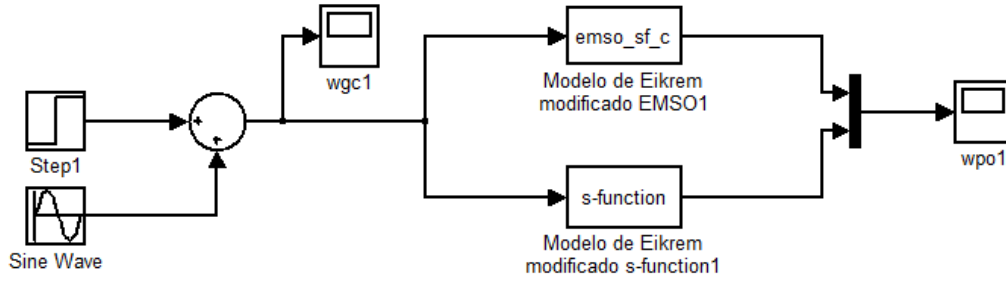 wgc1
emso_sf_c
Modelo de Eikrem
modificado EMSO1
Step1
wpo1
s-function
Sine Wave
Modelo de Eikrem
modificado s-function1